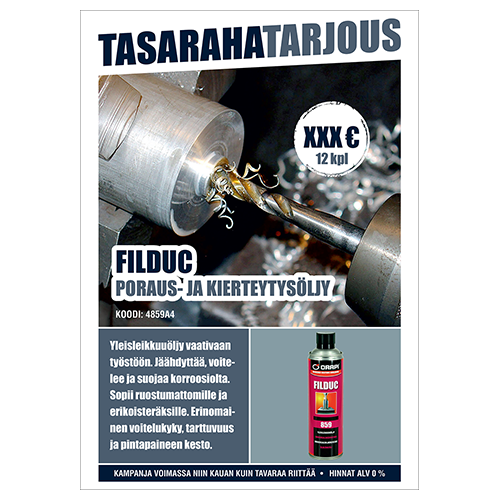 TASARAHATARJOUS
XXX €
12 kpl
FILDUC
PORAUS- JA KIERTEYTYSÖLJY
KOODI: 4859A4
Yleisleikkuuöljy vaativaan
työstöön. Jäähdyttää, voite-
lee ja suojaa korroosiolta.
Sopii ruostumattomille ja
erikoisteräksille. Erinomai-
nen voitelukyky, tarttuvuus
ja pintapaineen kesto.
ORAPI
FILDUC
859
KAMPANJA VOIMASSA NIIN KAUAN KUIN TAVARAA RIITTÄÄ • HINNAT ALV 0 %